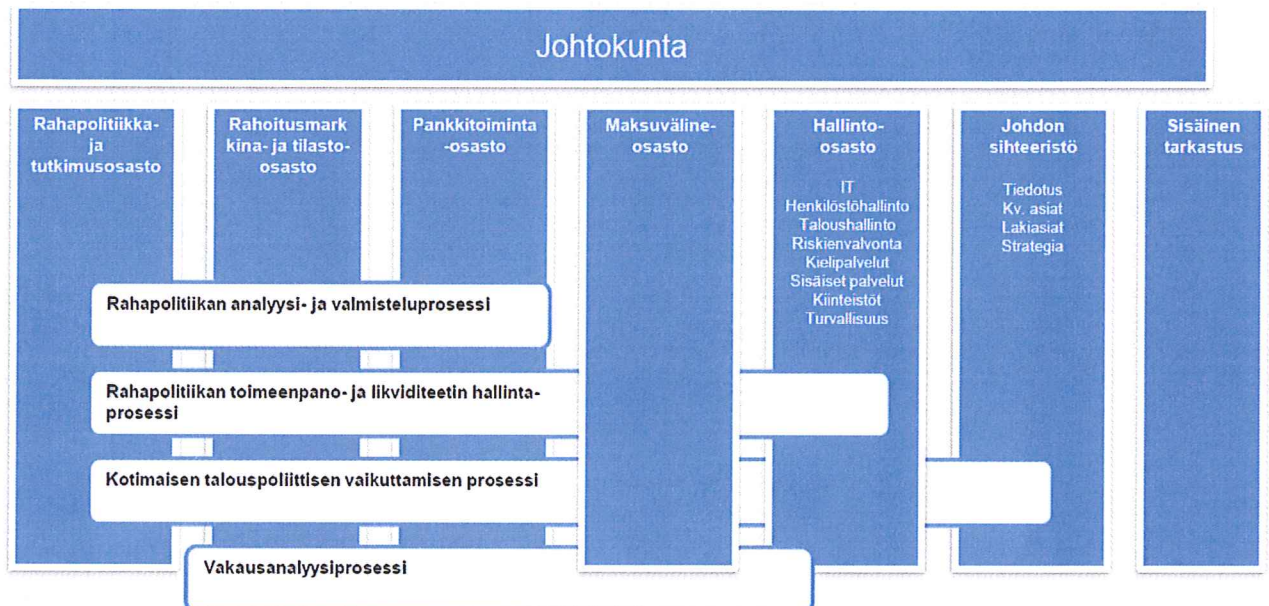 Johtokunta
Rahapolitiikka-
ja
tutkimusosasto
Rahoitusmark
kina- ja tilasto-
osasto
Pankkitoiminta
-osasto
Maksuväline-
osasto
Hallinto-
osasto
IT
Henkilöstöhallinto
Taloushallinto
Riskienvalvonta
Kielipalvelut
Sisäiset palvelut
Kiinteistöt
Turvallisuus
Johdon
sihteeristö
Tiedotus
Kv. asiat
Lakiasiat
Strategia
Sisäinen
tarkastus
Rahapolitiikan analyysi- ja valmisteluprosessi
Rahapolitiikan toimeenpano- ja likviditeetin hallinta-
prosessi
Kotimaisen talouspoliittisen vaikuttamisen prosessi
Vakausanalyysiprosessi